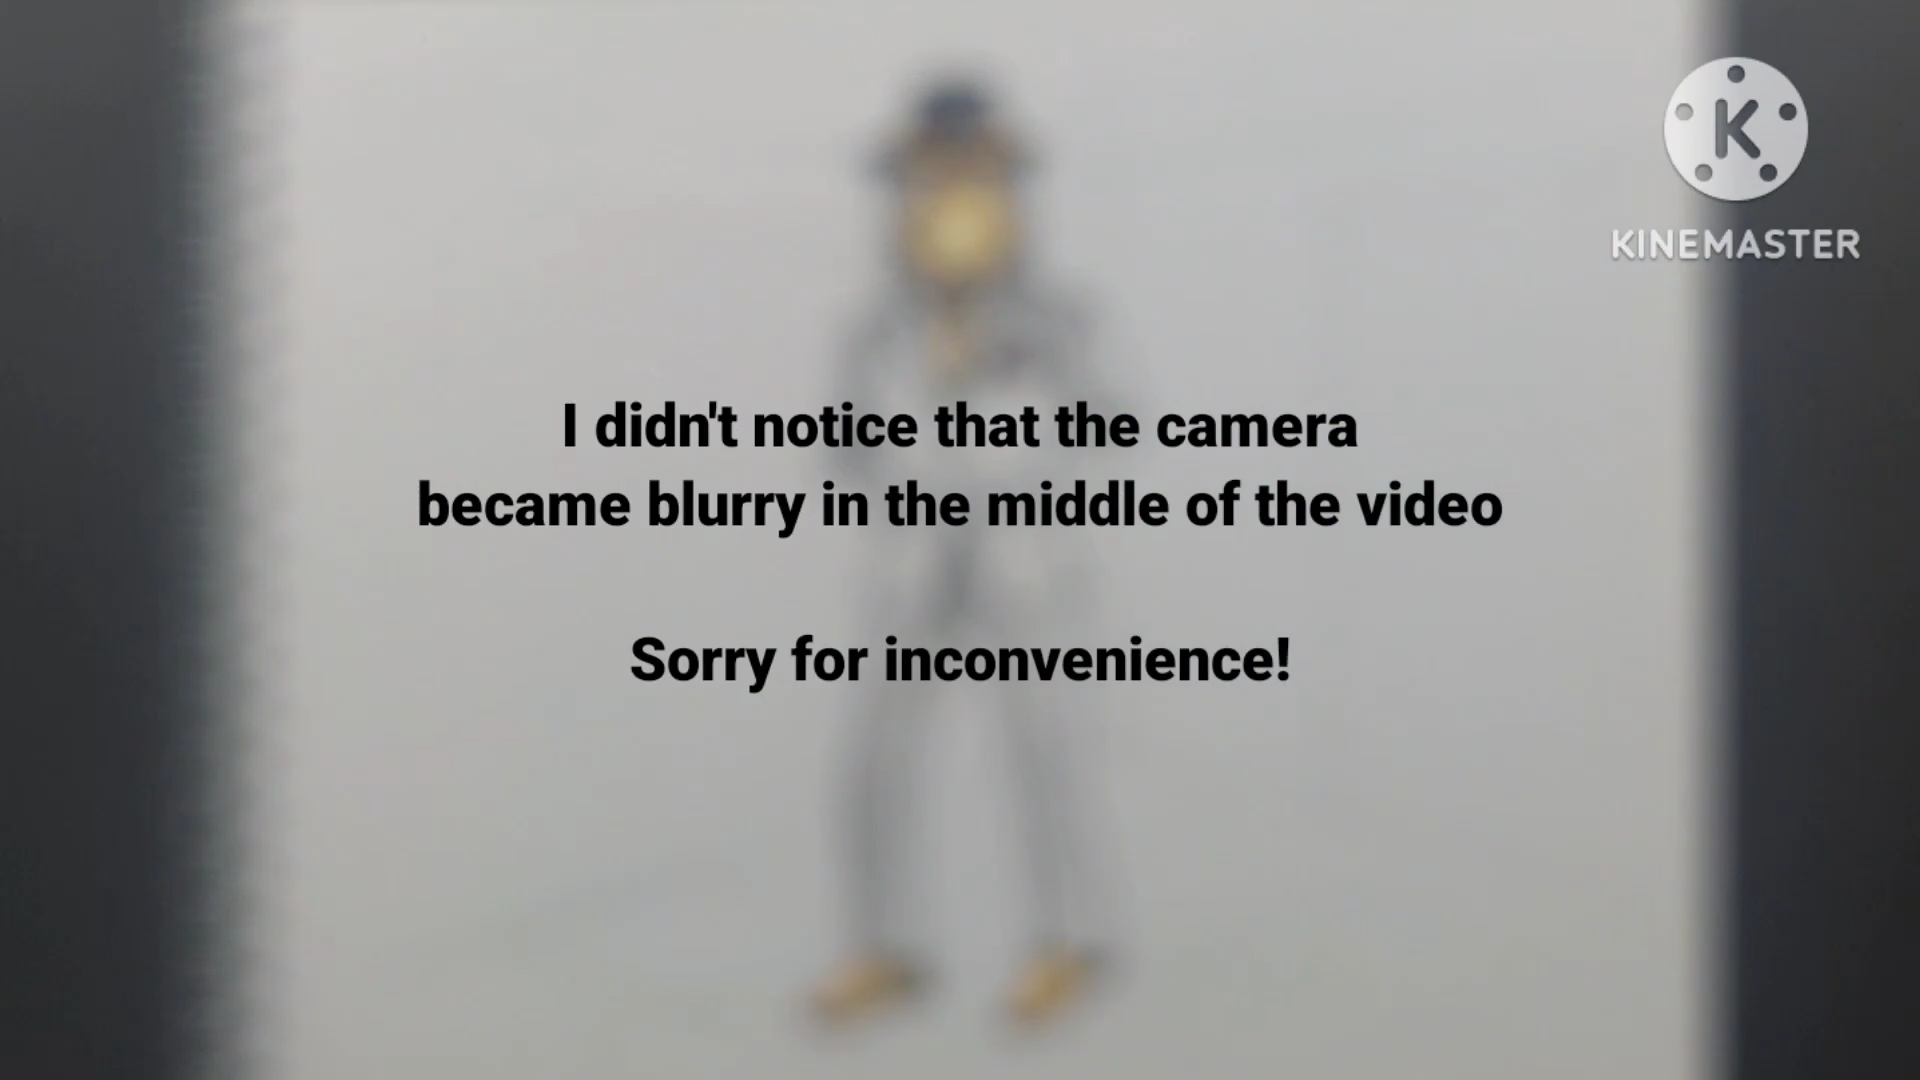 K
KINEMASTER
I didn't notice that the camera
became blurry in the middle of the video
Sorry for inconvenience!